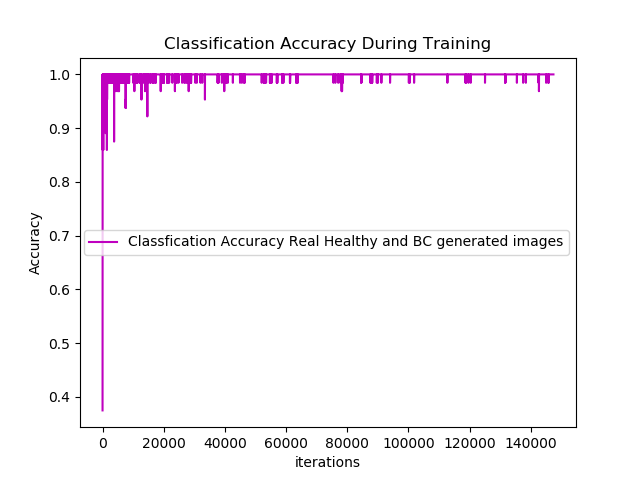 Classification Accuracy During Training
Accuracy
1.0
0.9
0.8
0.7
0.6
0.5
0.4
Classfication Accuracy Real Healthy and BC generated images
0 20000 40000 60000 80000 100000 120000 140000
iterations